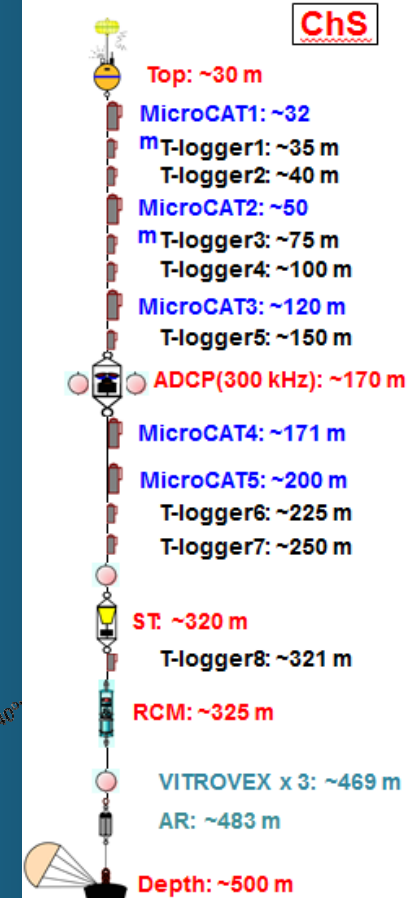 ChS
Top: ~30 m
MicroCAT1: ~32
m
T-logger1: ~35 m
T-logger2: ~40 m
MicroCAT2: ~50
m
T-logger3: ~75 m
T-logger4: ~100 m
MicroCAT3: ~120 m
T-logger5: ~150 m
ADCP(300 kHz): ~170 m
MicroCAT4: ~171 m
MicroCAT5: ~200 m
T-logger6: ~225 m
T-logger7: ~250 m
ST: ~320 m
T-logger8: ~321 m
RCM: ~325 m
VITROVEX x 3: ~469 m
AR: ~483 m
Depth: ~500 m